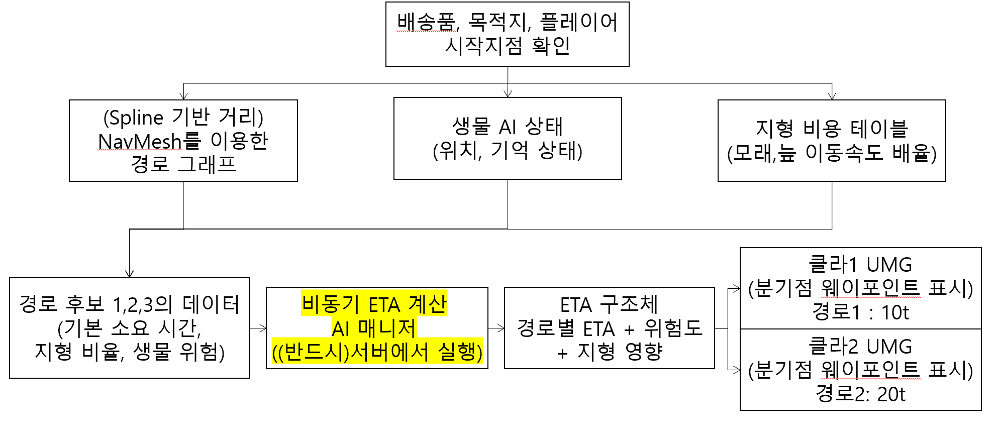 배송품, 목적지, 플레이어
시작지점 확인
(Spline 기반 거리)
NavMesh를 이용한
경로 그래프
생물 AI 상태
(위치, 기억 상태)
지형 비용 테이블
(모래,늪 이동속도 배율)
경로 후보 1,2,3의 데이터
(기본 소요 시간,
지형 비율, 생물 위험)
비동기 ETA 계산
AI 매니저
((반드시)서버에서 실행)
ETA 구조체
경로별 ETA + 위험도
+ 지형 영향
클라1 UMG
(분기점 웨이포인트 표시)
경로1 : 10t
클라2 UMG
(분기점 웨이포인트 표시)
경로2: 20t